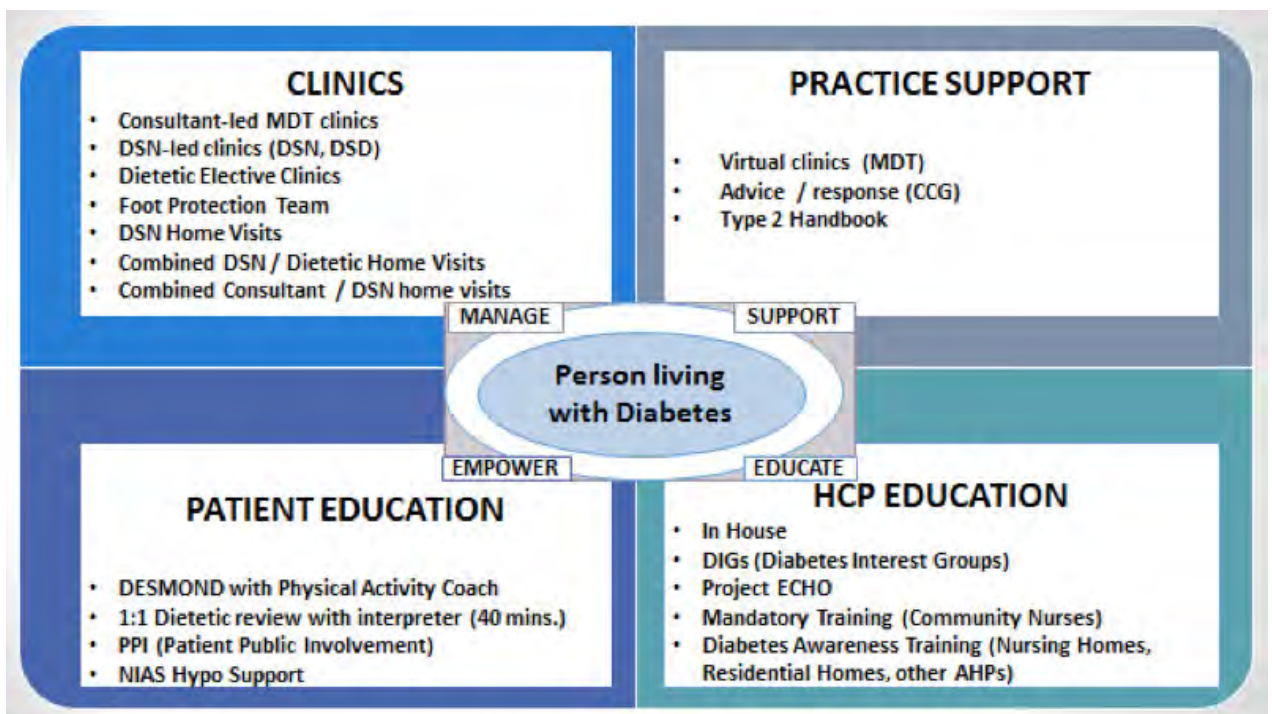 CLINICS
• Consultant-led MDT clinics
• DSN-led clinics (DSN, DSD)
• Dietetic Elective Clinics
• Foot Protection Team
• DSN Home Visits
• Combined DSN / Dietetic Home Visits
• Combined Consultant / DSN home visits
PRACTICE SUPPORT
• Virtual clinics (MDT)
• Advice / response (CCG)
• Type 2 Handbook
MANAGE
SUPPORT
Person living
with Diabetes
EMPOWER
EDUCATE
PATIENT EDUCATION
• DESMOND with Physical Activity Coach
• 1:1 Dietetic review with interpreter (40 mins.)
• PPI (Patient Public Involvement)
• NIAS Hypo Support
HCP EDUCATION
• In House
• DIGs (Diabetes Interest Groups)
• Project ECHO
• Mandatory Training (Community Nurses)
• Diabetes Awareness Training (Nursing Homes,
Residential Homes, other AHPs)